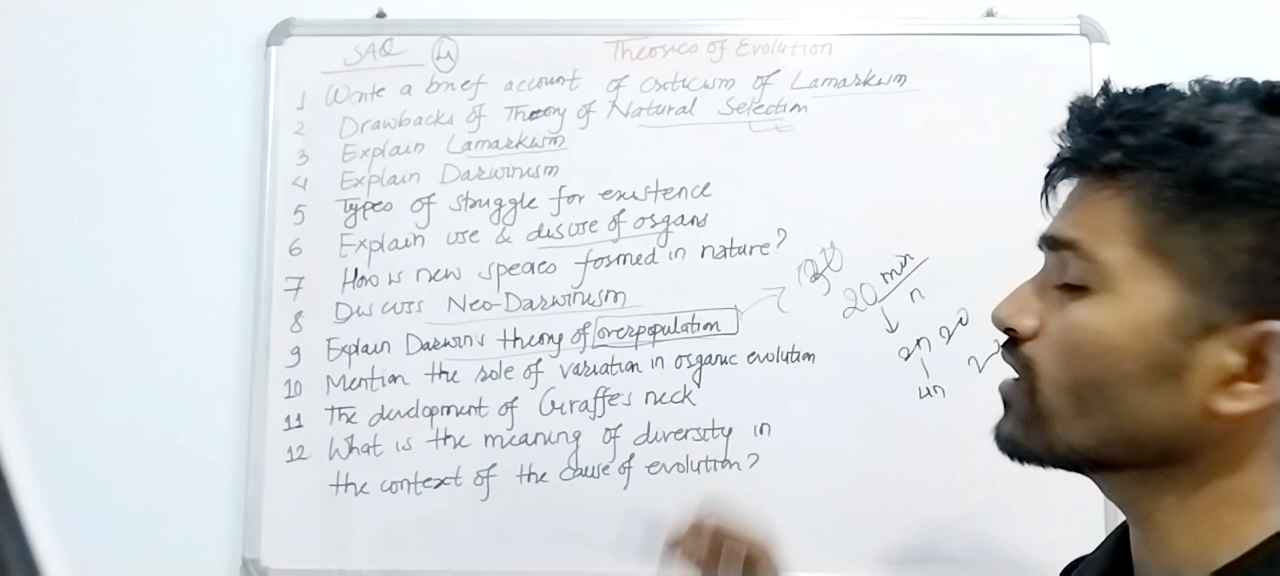 SAQ 4
Theories of Evolution
1 Write a brief account of criticism of Lamarkism
2 Drawbacks of Theory of Natural Selection
3 Explain Lamarkism
4 Explain Darwinism
5 Types of struggle for existence
6 Explain use & disuse of organs
7 How is new species formed in nature?
8 Discuss Neo-Darwinism
9 Explain Darwin's theory of overpopulation
10 Mention the role of variation in organic evolution
11 The development of Giraffe's neck
12 What is the meaning of diversity in
the context of the cause of evolution?
20 min
n
2n 20
4n